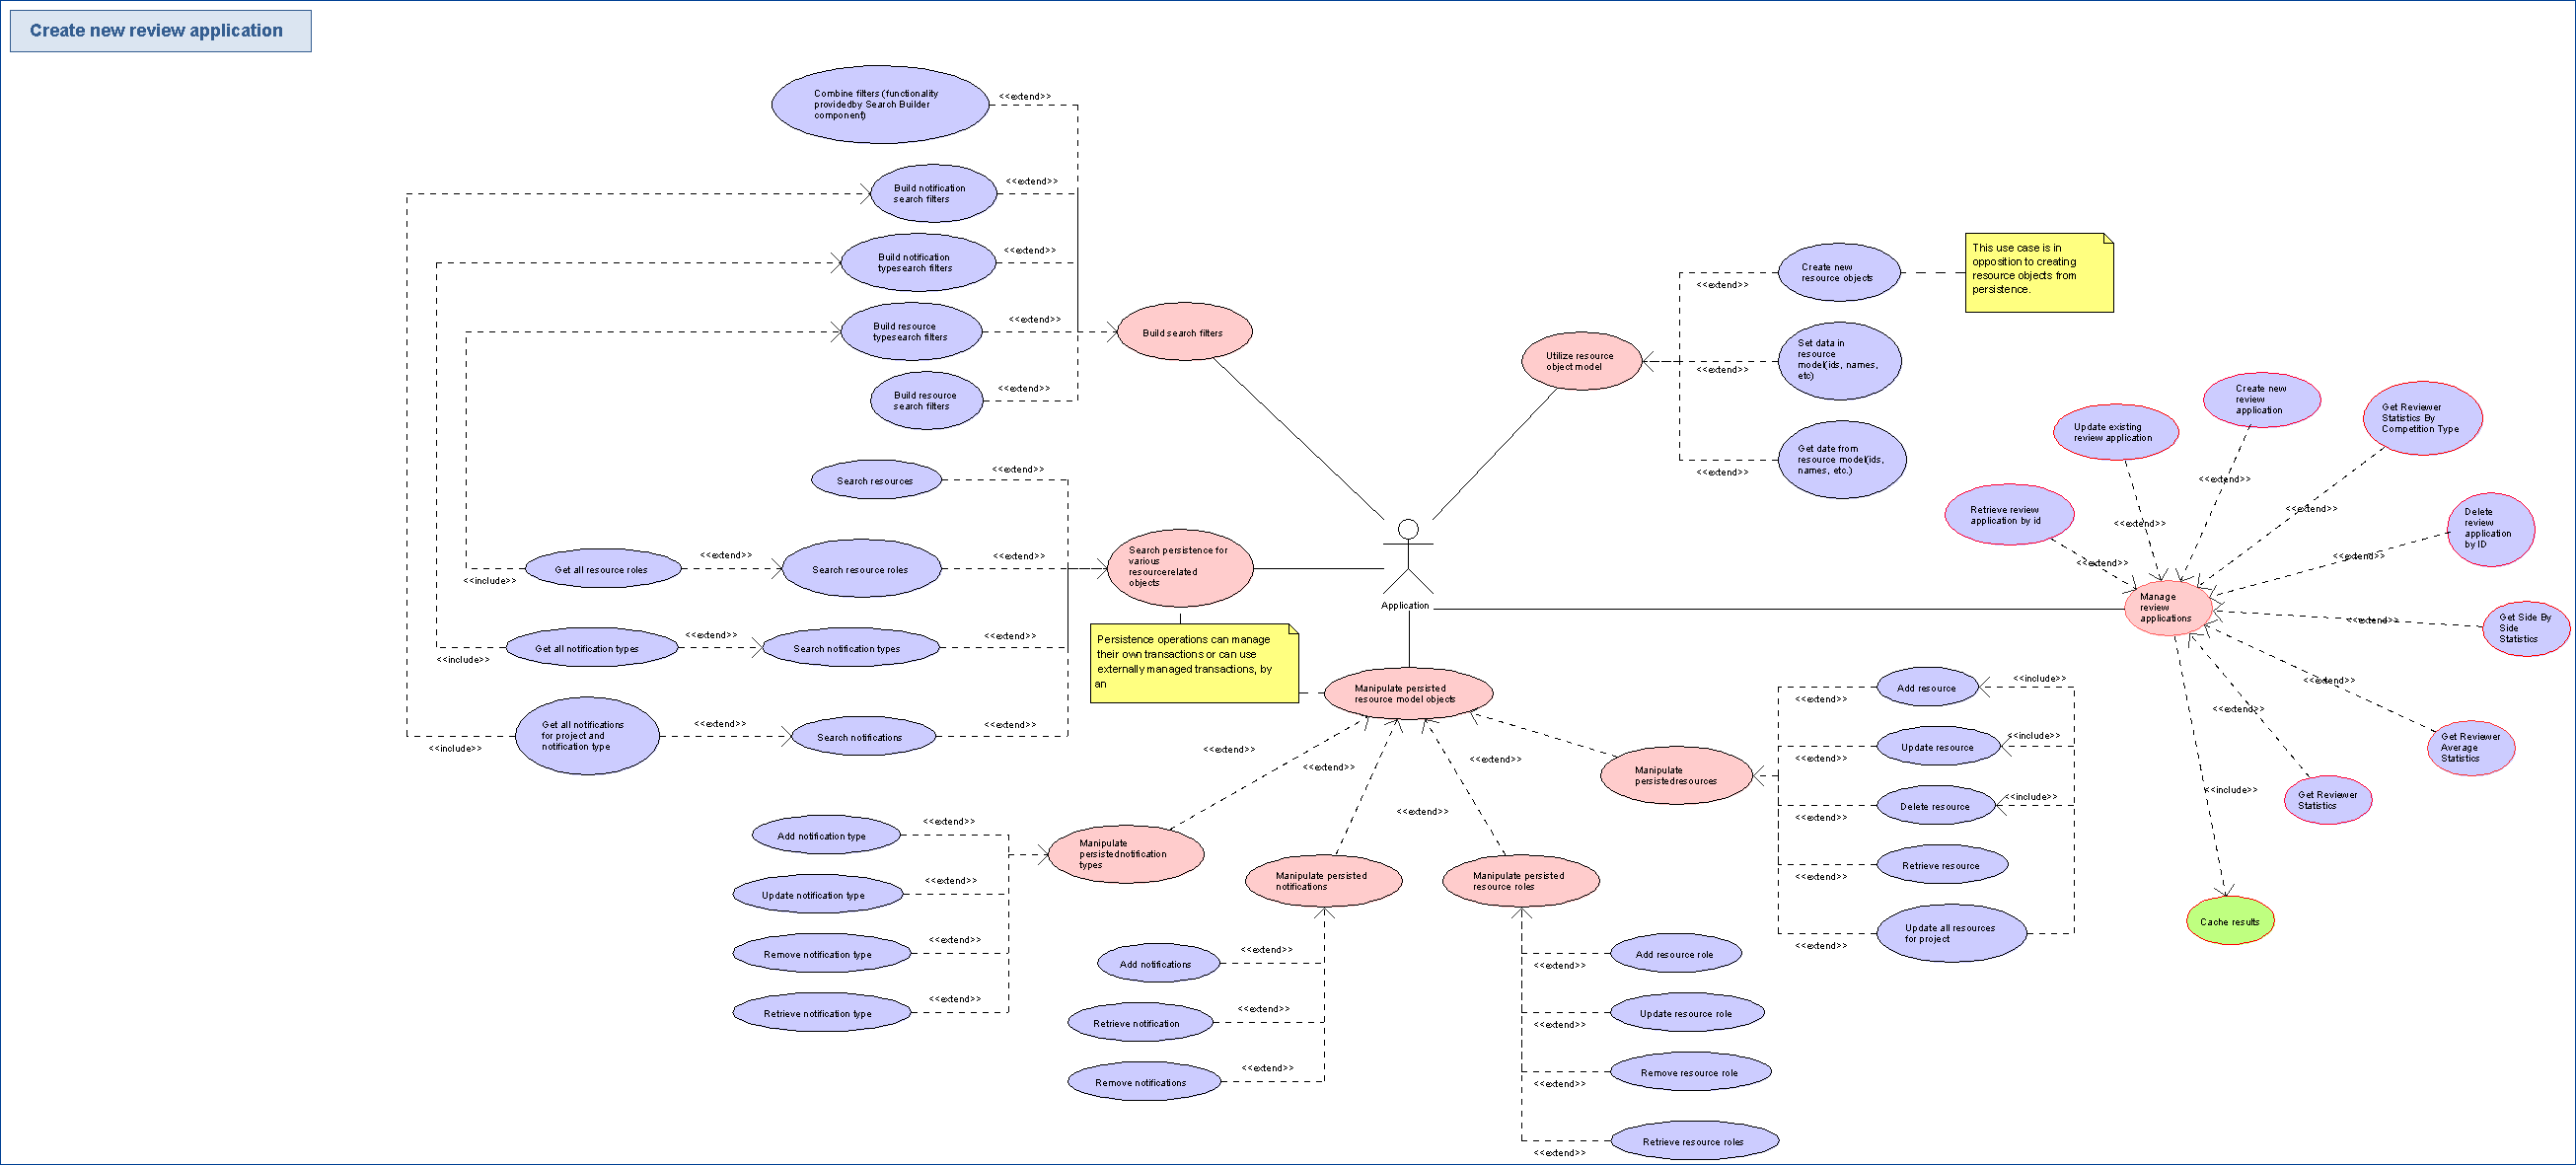 Create new review application
Combine filters (functionality
providedby Search Builder
component)
<<extend>>
Build notification
search filters
<<extend>>
Build notification
typesearch filters
<<extend>>
Build resource
typesearch filters
<<extend>>
Build resource
search filters
<<extend>>
Build search filters
Search resources
<<extend>>
Get all resource roles
<<include>>
<<extend>>
Search resource roles
<<extend>>
Get all notification types
<<include>>
<<extend>>
Search notification types
<<extend>>
Get all notifications
for project and
notification type
<<include>>
<<extend>>
Search notifications
<<extend>>
Search persistence for
various
resourcerelated
objects
Persistence operations can manage
their own transactions or can use
externally managed transactions, by
an
Application
Utilize resource
object model
Create new
resource objects
<<extend>>
This use case is in
opposition to creating
resource objects from
persistence.
Set data in
resource
model(ids, names,
etc)
<<extend>>
Get date from
resource model(ids,
names, etc.)
<<extend>>
Retrieve review
application by id
<<extend>>
Update existing
review application
<<extend>>
Create new
review
application
<<extend>>
Get Reviewer
Statistics By
Competition Type
<<extend>>
Delete
review
application
by ID
<<extend>>
Get Side By
Side
Statistics
<<extend>>
Get Reviewer
Average
Statistics
<<extend>>
Get Reviewer
Statistics
<<extend>>
Manage
review
applications
<<include>>
Cache results
Manipulate persisted
resource model objects
<<extend>>
<<extend>>
<<extend>>
<<extend>>
Manipulate
persistedresources
Add resource
<<extend>>
<<include>>
Update resource
<<extend>>
<<include>>
Delete resource
<<extend>>
<<include>>
Retrieve resource
<<extend>>
Update all resources
for project
<<extend>>
Manipulate
persistednotification
types
Add notification type
<<extend>>
Update notification type
<<extend>>
Remove notification type
<<extend>>
Retrieve notification type
<<extend>>
Manipulate persisted
notifications
Add notifications
<<extend>>
Retrieve notification
<<extend>>
Remove notifications
<<extend>>
Manipulate persisted
resource roles
Add resource role
<<extend>>
Update resource role
<<extend>>
Remove resource role
<<extend>>
Retrieve resource roles
<<extend>>